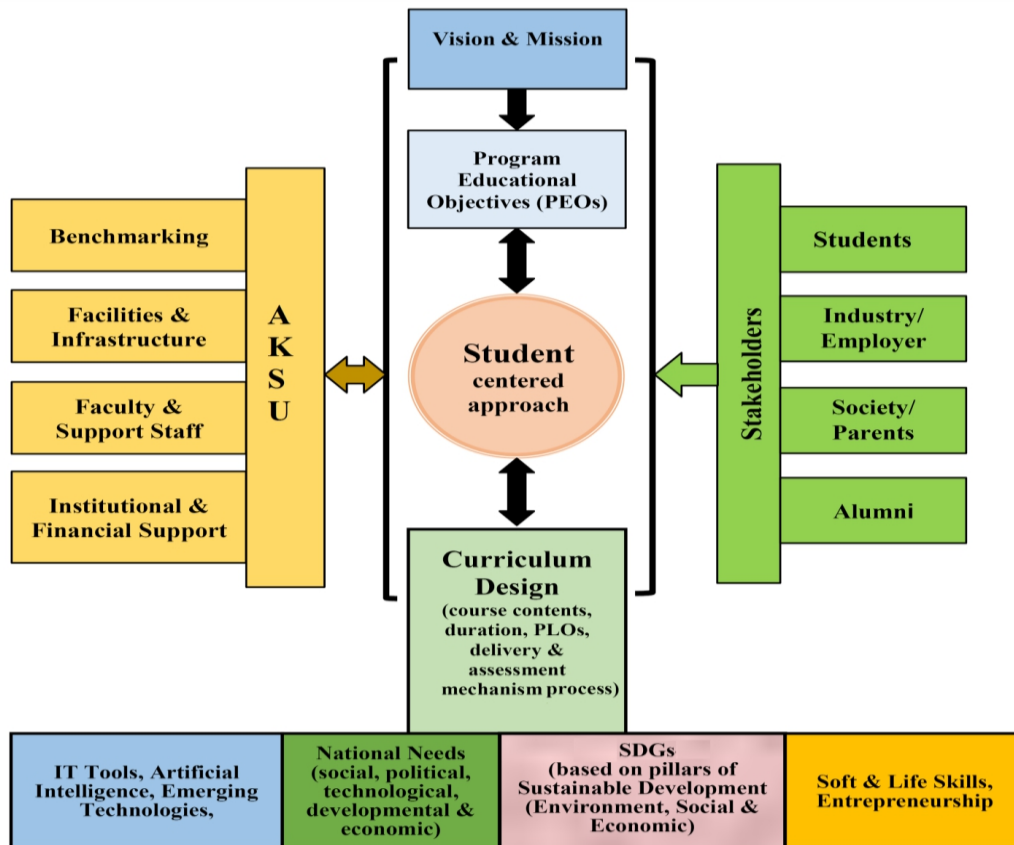 Vision & Mission
Program
Educational
Objectives (PEOs)
Benchmarking
Facilities &
Infrastructure
Faculty &
Support Staff
Institutional &
Financial Support
A
K
S
U
Student
centered
approach
Stakeholders
Students
Industry/
Employer
Society/
Parents
Alumni
Curriculum
Design
(course contents,
duration, PLOs,
delivery &
assessment
mechanism process)
IT Tools, Artificial
Intelligence, Emerging
Technologies,
National Needs
(social, political,
technological,
developmental &
economic)
SDGs
(based on pillars of
Sustainable Development
(Environment, Social &
Economic)
Soft & Life Skills,
Entrepreneurship